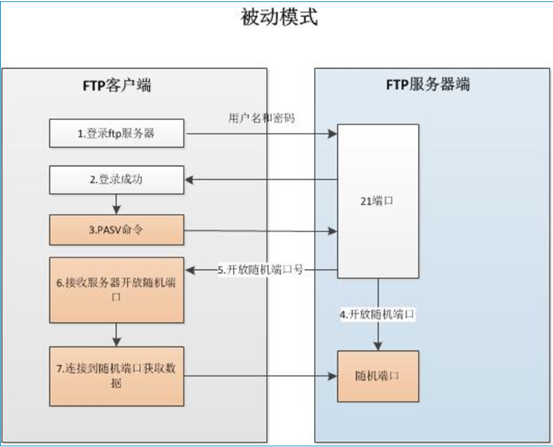 被动模式
FTP客户端
FTP服务器端
用户名和密码
1.登录ftp服务器
2.登录成功
21端口
3.PASV命令
5.开放随机端口号
6.接收服务器开放随机端
口
4.开放随机端口
7.连接到随机端口获取数
据
随机端口